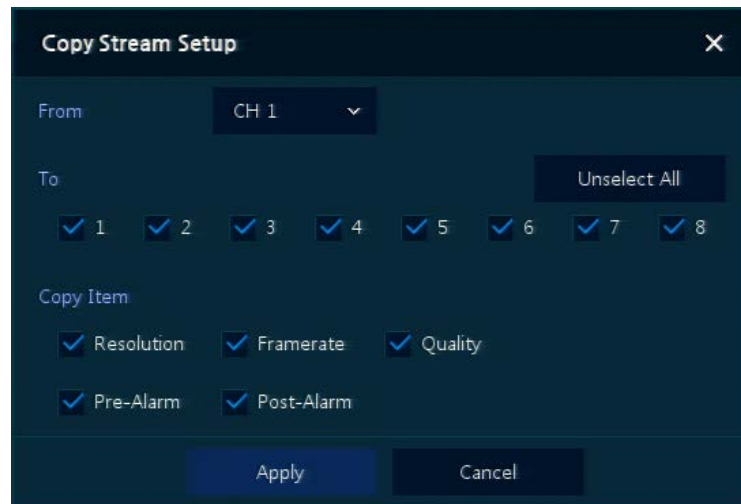 Copy Stream Setup
From CH 1
To Unselect All
1 2 3 4 5 6 7 8
Copy Item
Resolution Framerate Quality
Pre-Alarm Post-Alarm
Apply Cancel